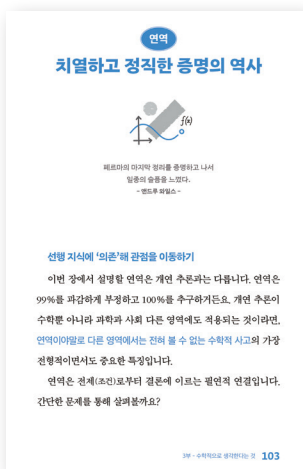 연역
치열하고 정직한 증명의 역사
f(x)
페르마의 마지막 정리를 증명하고 나서
일종의 슬픔을 느꼈다.
- 앤드루 와일스 -
선행 지식에 ‘의존’해 관점을 이동하기
이번 장에서 설명할 연역은 개연 추론과는 다릅니다. 연역은
99%를 과감하게 부정하고 100%를 추구하거든요. 개연 추론이
수학뿐 아니라 과학과 사회 다른 영역에도 적용되는 것이라면,
연역이야말로 다른 영역에서는 전혀 볼 수 없는 수학적 사고의 가장
전형적이면서도 중요한 특징입니다.
연역은 전제(조건)로부터 결론에 이르는 필연적 연결입니다.
간단한 문제를 통해 살펴볼까요?
3부 - 수학적으로 생각한다는 것 103